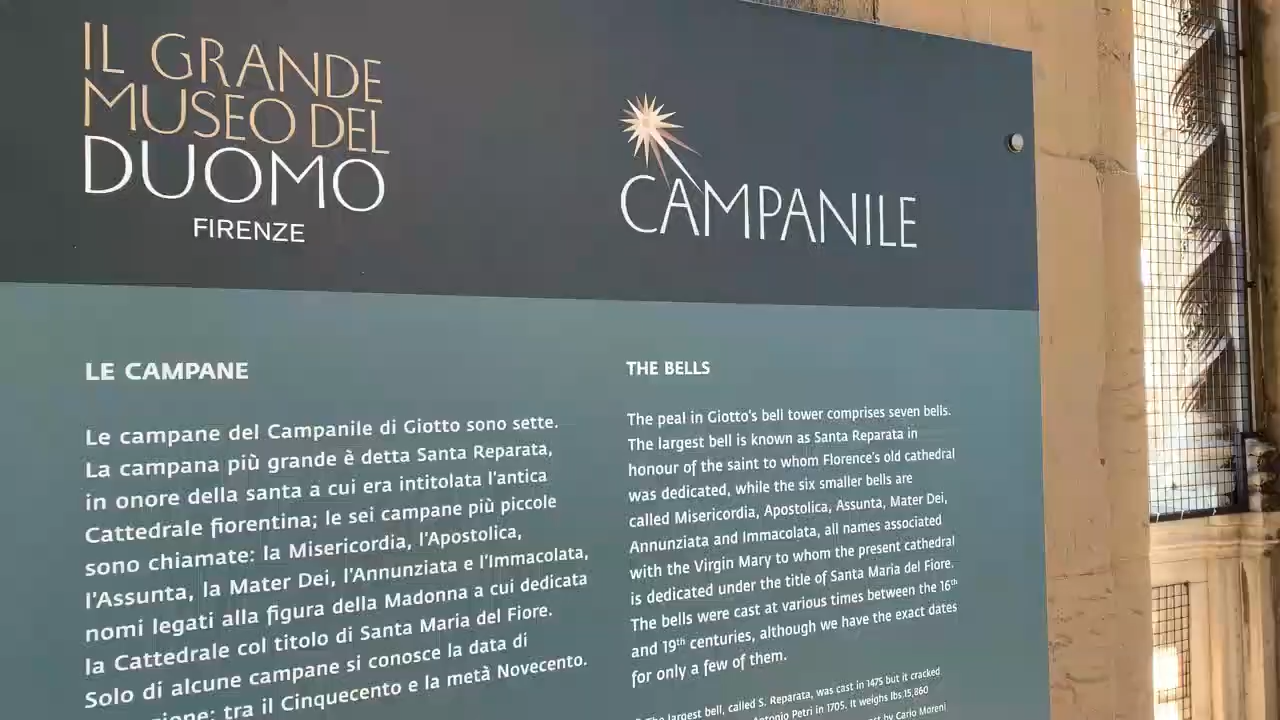 IL GRANDE
MUSEO DEL
DUOMO
FIRENZE
CAMPANILE
LE CAMPANE
Le campane del Campanile di Giotto sono sette.
La campana più grande è detta Santa Reparata,
in onore della santa a cui era intitolata l'antica
Cattedrale fiorentina; le sei campane più piccole
sono chiamate: la Misericordia, l'Apostolica,
l'Assunta, la Mater Dei, l'Annunziata e l'Immacolata,
nomi legati alla figura della Madonna a cui dedicata
la Cattedrale col titolo di Santa Maria del Fiore.
Solo di alcune campane si conosce la data di
tra il Cinquecento e la metà Novecento.
THE BELLS
The peal in Giotto's bell tower comprises seven bells.
The largest bell is known as Santa Reparata in
honour of the saint to whom Florence's old cathedral
was dedicated, while the six smaller bells are
called Misericordia, Apostolica, Assunta, Mater Dei,
Annunziata and Immacolata, all names associated
with the Virgin Mary to whom the present cathedral
is dedicated under the title of Santa Maria del Fiore.
The bells were cast at various times between the 16th
and 19th centuries, although we have the exact dates
for only a few of them.
largest bell, called S. Reparata, was cast in 1475 but it cracked
Antonio Petri in 1705. It weighs lbs.15,860
by Carlo Moreni